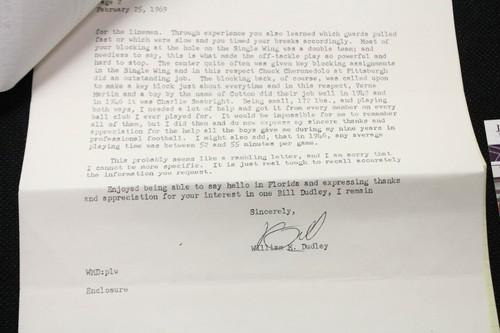 Page 2
February 25, 1969
for the linemen. Through experience you also learned which guards pulled
fast or which were slow and you timed your breaks accordingly. Most of
your blocking at the hole on the Single Wing was a double team; and
needless to say, this is what made the off-tackle play so powerful and
hard to stop. The center quite often was given key blocking assignments
in the Single Wing and in this respect Chuck Cherundolo at Pittsburgh
did an outstanding job. The blocking back, of course, was called upon
to make a key block just about everytime and in this respect, Verne
Martin and a boy by the name of Cotton did their job well in 1942 and
in 1946 it was Charlie Seabright. Being small, 172 lbs., and playing
both ways, I needed a lot of help and got it from every member on every
ball club I ever played for. It would be impossible for me to remember
all of them, but I did then and do now express my sincere thanks and
appreciation for the help all the boys gave me during my nine years in
professional football. I might also add, that in 1946, my average
playing time was between 52 and 55 minutes per game.
This probably seems like a rambling letter, and I am sorry that
I cannot be more specific. It is just real tough to recall accurately
the information you request.
Enjoyed being able to say hello in Florida and expressing thanks
and appreciation for your interest in one Bill Dudley, I remain
Sincerely,
Bill
William M. Dudley
WMD:plw
Enclosure